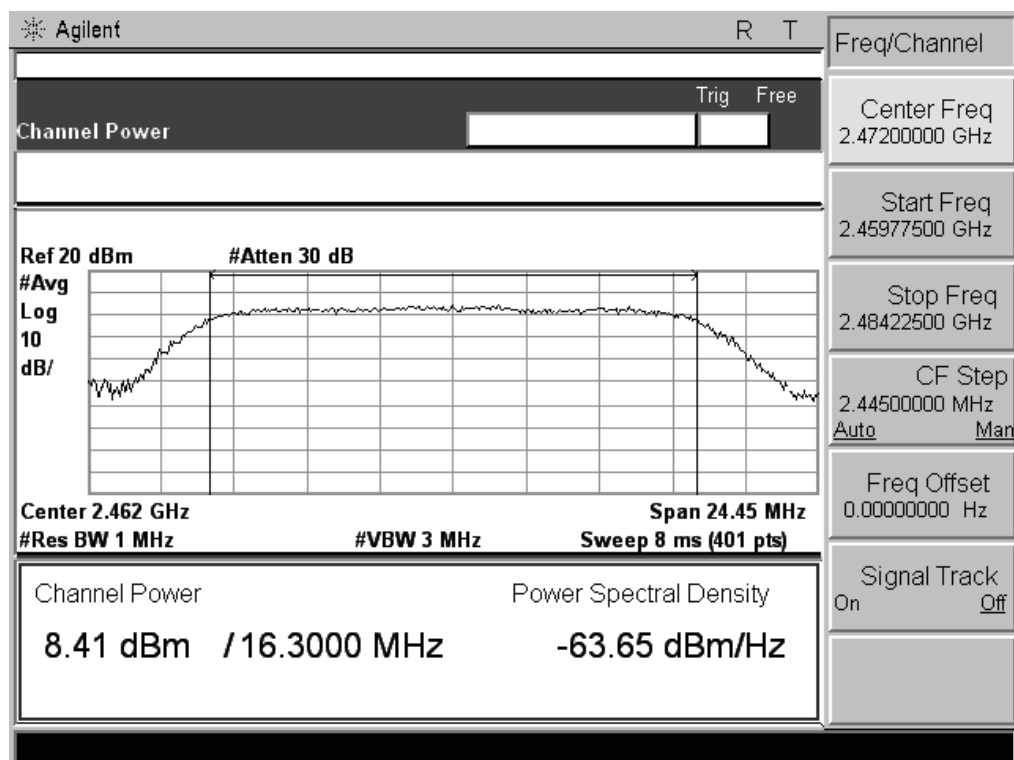 Agilent R T
Trig Free
Channel Power
Ref 20 dBm #Atten 30 dB
#Avg
Log
10
dB/
Center 2.462 GHz Span 24.45 MHz
#Res BW 1 MHz #VBW 3 MHz Sweep 8 ms (401 pts)
Channel Power Power Spectral Density
8.41 dBm / 16.3000 MHz -63.65 dBm/Hz
Freq/Channel
Center Freq
2.47200000 GHz
Start Freq
2.45977500 GHz
Stop Freq
2.48422500 GHz
CF Step
2.44500000 MHz
Auto Man
Freq Offset
0.00000000 Hz
Signal Track
On Off